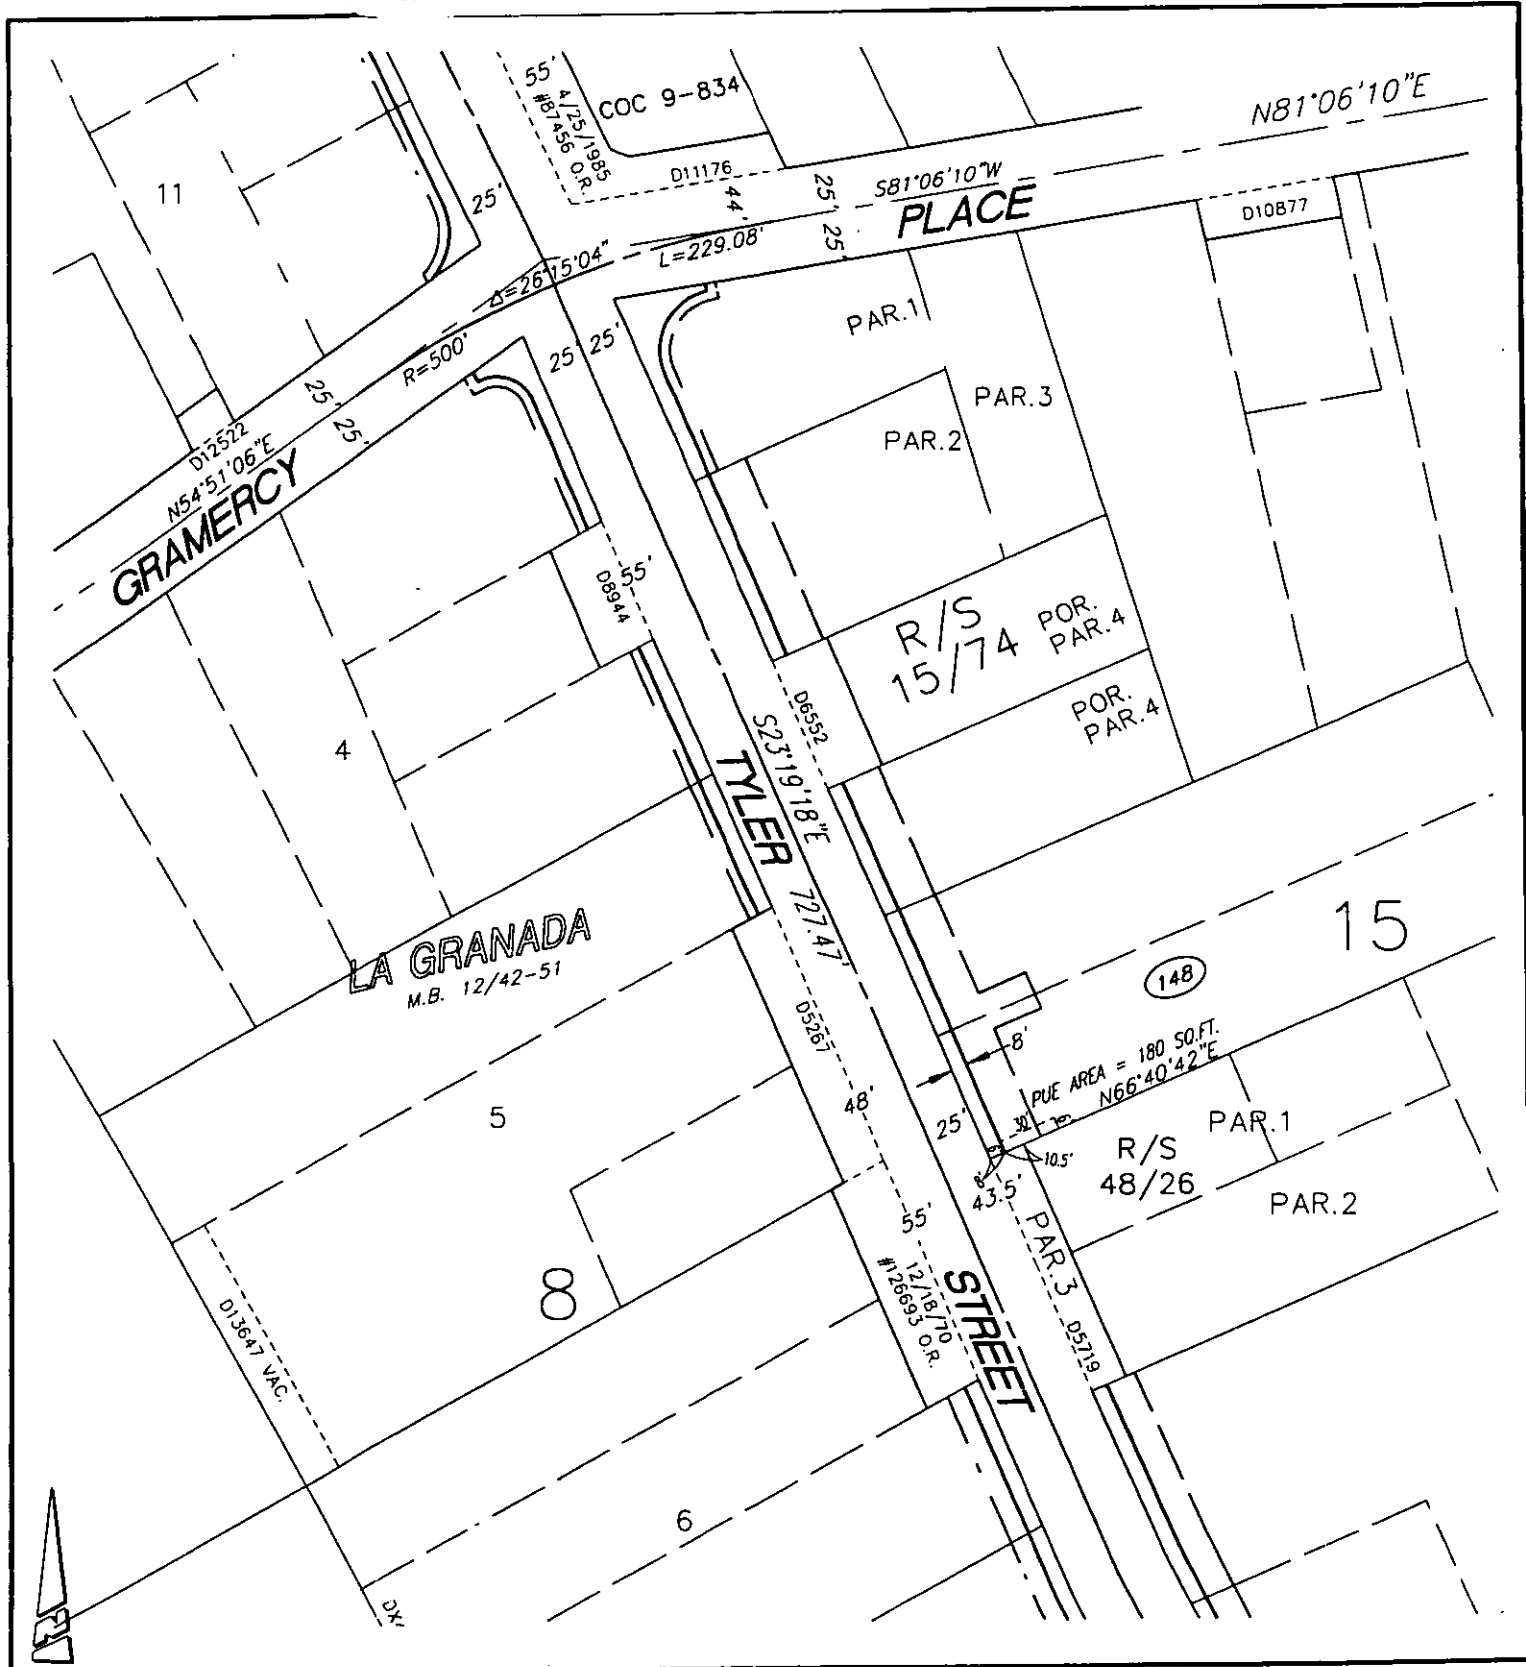 N81°06'10"E
55'
4/25/1985
#87456 O.R.
COC 9-834
D11176
44'
25'
25'
S81°06'10"W
PLACE
D10877
11
25'
Δ=26°15'04"
L=229.08'
R=500'
25'
25'
25'
25'
D12522
N54°51'06"E
GRAMERCY
PAR.1
PAR.3
PAR.2
D8944
55'
R/S
15/74
POR.
PAR.4
POR.
PAR.4
D6552
S23°19'18"E
727.47'
TYLER
4
LA GRANADA
M.B. 12/42-51
15
148
D5267
8'
PUE AREA = 180 SQ.FT.
N66°40'42"E
48'
25'
30'
10.5'
8'
43.5'
5
PAR.1
R/S
48/26
PAR.2
55'
12/18/70
#126693 O.R.
PAR.3
STREET
D5719
8
D13647 VAC.
6